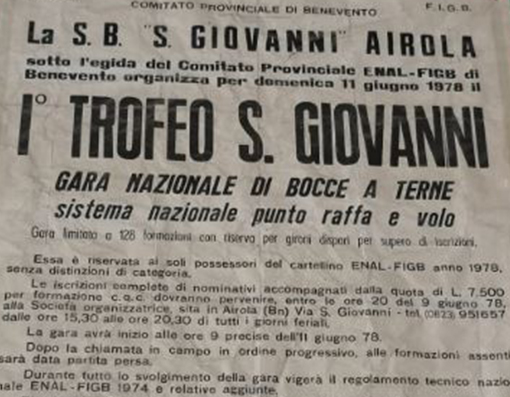 COMITATO PROVINCIALE DI BENEVENTO F.I.G.B.
La S.B. "S. GIOVANNI" AIROLA
sotto l'egida del Comitato Provinciale ENAL-FIGB di
Benevento organizza per domenica 11 giugno 1978 il
1° TROFEO S. GIOVANNI
GARA NAZIONALE DI BOCCE A TERNE
sistema nazionale punto raffa e volo
Gara limitata a 128 formazioni con riserva per gironi dispari per supero di iscrizioni.
Essa è riservata ai soli possessori del cartellino ENAL-FIGB anno 1978,
senza distinzioni di categoria.
Le iscrizioni complete di nominativi accompagnati dalla quota di L. 7.500
per formazione c.q.c. dovranno pervenire, entro le ore 20 del 9 giugno 78,
alla Società organizzatrice, sita in Airola (Bn) Via S. Giovanni - tel. (0823) 951657
dalle ore 15,30 alle ore 20,30 di tutti i giorni feriali.
La gara avrà inizio alle ore 9 precise dell'11 giugno 78.
Dopo la chiamata in campo in ordine progressivo, alle formazioni assenti
sarà data partita persa.
Durante tutto lo svolgimento della gara vigerà il regolamento tecnico nazio
nale ENAL-FIGB 1974 e relative aggiunte.